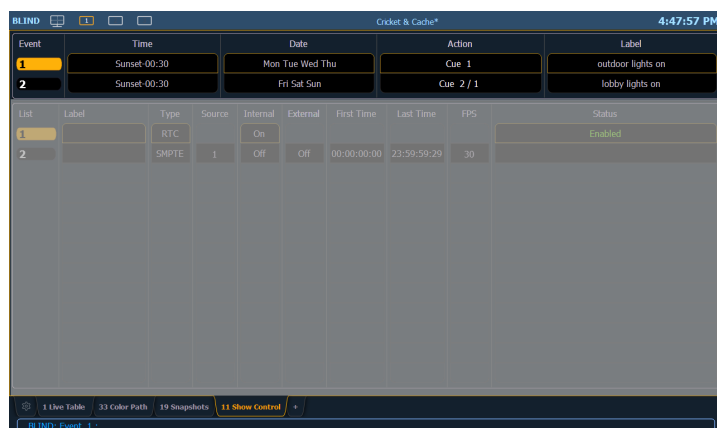 BLIND 1 Cricket & Cache* 4:47:57 PM
Event Time Date Action Label
1 Sunset-00:30 Mon Tue Wed Thu Cue 1 outdoor lights on
2 Sunset-00:30 Fri Sat Sun Cue 2 / 1 lobby lights on
List Label Type Source Internal External First Time Last Time FPS Status
1 RTC On Enabled
2 SMPTE 1 Off Off 00:00:00:00 23:59:59:29 30
1 Live Table 33 Color Path 19 Snapshots 11 Show Control +
BLIND: Event 1 :